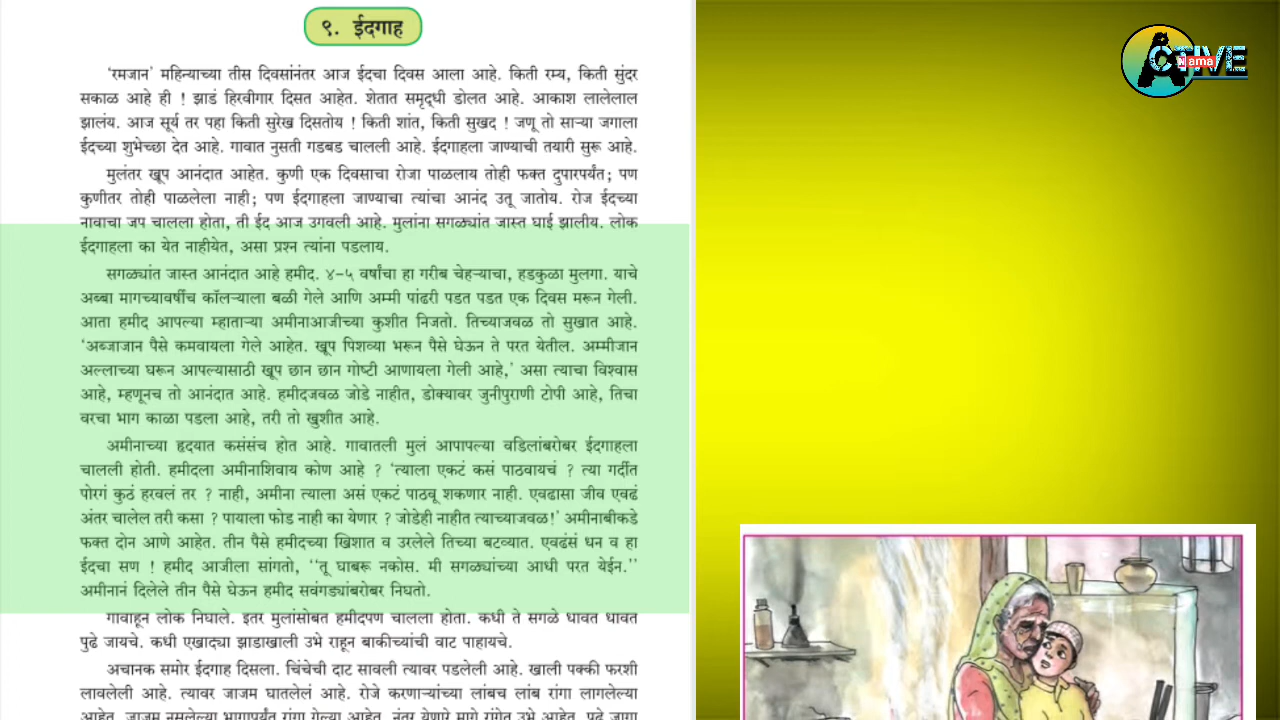 ९. ईदगाह
'रमजान' महिन्याच्या तीस दिवसांनंतर आज ईदचा दिवस आला आहे. किती रम्य, किती सुंदर
सकाळ आहे ही ! झाडं हिरवीगार दिसत आहेत. शेतात समृद्धी डोलत आहे. आकाश लालेलाल
झालंय. आज सूर्य तर पहा किती सुरेख दिसतोय ! किती शांत, किती सुखद ! जणू तो साऱ्या जगाला
ईदच्या शुभेच्छा देत आहे. गावात नुसती गडबड चालली आहे. ईदगाहला जाण्याची तयारी सुरू आहे.
मुलंतर खूप आनंदात आहेत. कुणी एक दिवसाचा रोजा पाळलाय तोही फक्त दुपारपर्यंत; पण
कुणीतर तोही पाळलेला नाही; पण ईदगाहला जाण्याचा त्यांचा आनंद उतू जातोय. रोज ईदच्या
नावाचा जप चालला होता, ती ईद आज उगवली आहे. मुलांना सगळ्यांत जास्त घाई झालीय. लोक
ईदगाहला का येत नाहीयेत, असा प्रश्न त्यांना पडलाय.
सगळ्यांत जास्त आनंदात आहे हमीद. ४-५ वर्षांचा हा गरीब चेहऱ्याचा, हडकुळा मुलगा. याचे
अब्बा मागच्यावर्षीच कॉलऱ्याला बळी गेले आणि अम्मी पांढरी पडत पडत एक दिवस मरून गेली.
आता हमीद आपल्या म्हाताऱ्या अमीनाआजीच्या कुशीत निजतो. तिच्याजवळ तो सुखात आहे.
'अब्जाजान पैसे कमवायला गेले आहेत. खूप पिशव्या भरून पैसे घेऊन ते परत येतील. अम्मीजान
अल्लाच्या घरून आपल्यासाठी खूप छान छान गोष्टी आणायला गेली आहे,' असा त्याचा विश्वास
आहे, म्हणूनच तो आनंदात आहे. हमीदजवळ जोडे नाहीत, डोक्यावर जुनीपुराणी टोपी आहे, तिचा
वरचा भाग काळा पडला आहे, तरी तो खुशीत आहे.
अमीनाच्या हृदयात कसंसंच होत आहे. गावातली मुलं आपापल्या वडिलांबरोबर ईदगाहला
चालली होती. हमीदला अमीनाशिवाय कोण आहे ? 'त्याला एकटं कसं पाठवायचं ? त्या गर्दीत
पोरगं कुठं हरवलं तर ? नाही, अमीना त्याला असं एकटं पाठवू शकणार नाही. एवढासा जीव एवढं
अंतर चालेल तरी कसा ? पायाला फोड नाही का येणार ? जोडेही नाहीत त्याच्याजवळ!' अमीनाबीकडे
फक्त दोन आणे आहेत. तीन पैसे हमीदच्या खिशात व उरलेले तिच्या बटव्यात. एवढंसं धन व हा
ईदचा सण ! हमीद आजीला सांगतो, ''तू घाबरू नकोस. मी सगळ्यांच्या आधी परत येईन.''
अमीनानं दिलेले तीन पैसे घेऊन हमीद सवंगड्यांबरोबर निघतो.
गावाहून लोक निघाले. इतर मुलांसोबत हमीदपण चालला होता. कधी ते सगळे धावत धावत
पुढे जायचे. कधी एखाद्या झाडाखाली उभे राहून बाकीच्यांची वाट पाहायचे.
अचानक समोर ईदगाह दिसला. चिंचेची दाट सावली त्यावर पडलेली आहे. खाली पक्की फरशी
लावलेली आहे. त्यावर जाजम घातलेलं आहे. रोजे करणाऱ्यांच्या लांबच लांब रांगा लागलेल्या
आहेत. जाजम नसलेल्या भागापर्यंत रांगा गेल्या आहेत. नंतर येणारे मागे रांगेत उभे आहेत. पुढे जागा
ACTIVE
Nama